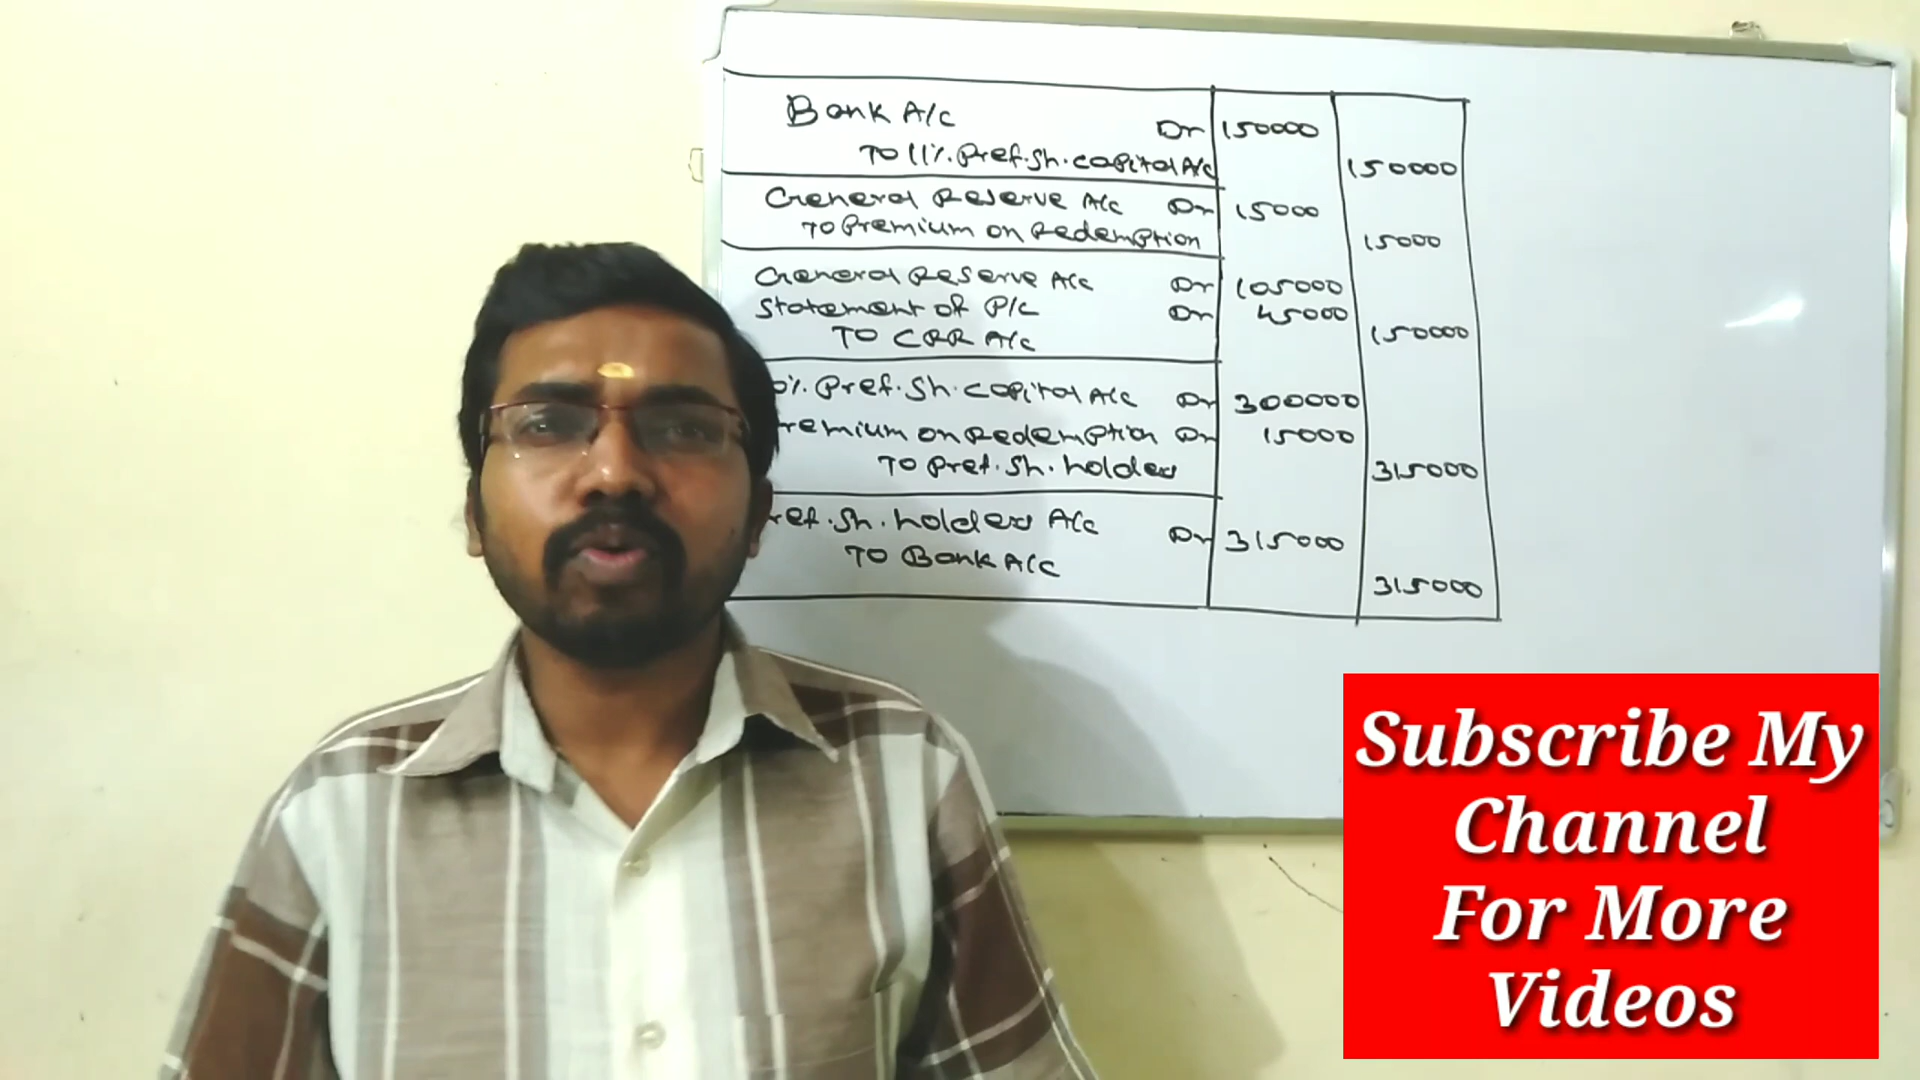 Bank A/c Dr 150000
To 11%.Pref.Sh.capital A/c 150000
General Reserve A/c Dr 15000
To Premium on Redemption 15000
General Reserve A/c Dr 105000
Statement of P/L Dr 45000
To CRR A/c 150000
0%.Pref.Sh.capital A/c Dr 300000
remium on Redemption Dr 15000
To Pref.Sh.holders 315000
ref.Sh.holders A/c Dr 315000
To Bank A/c 315000
Subscribe My
Channel
For More
Videos